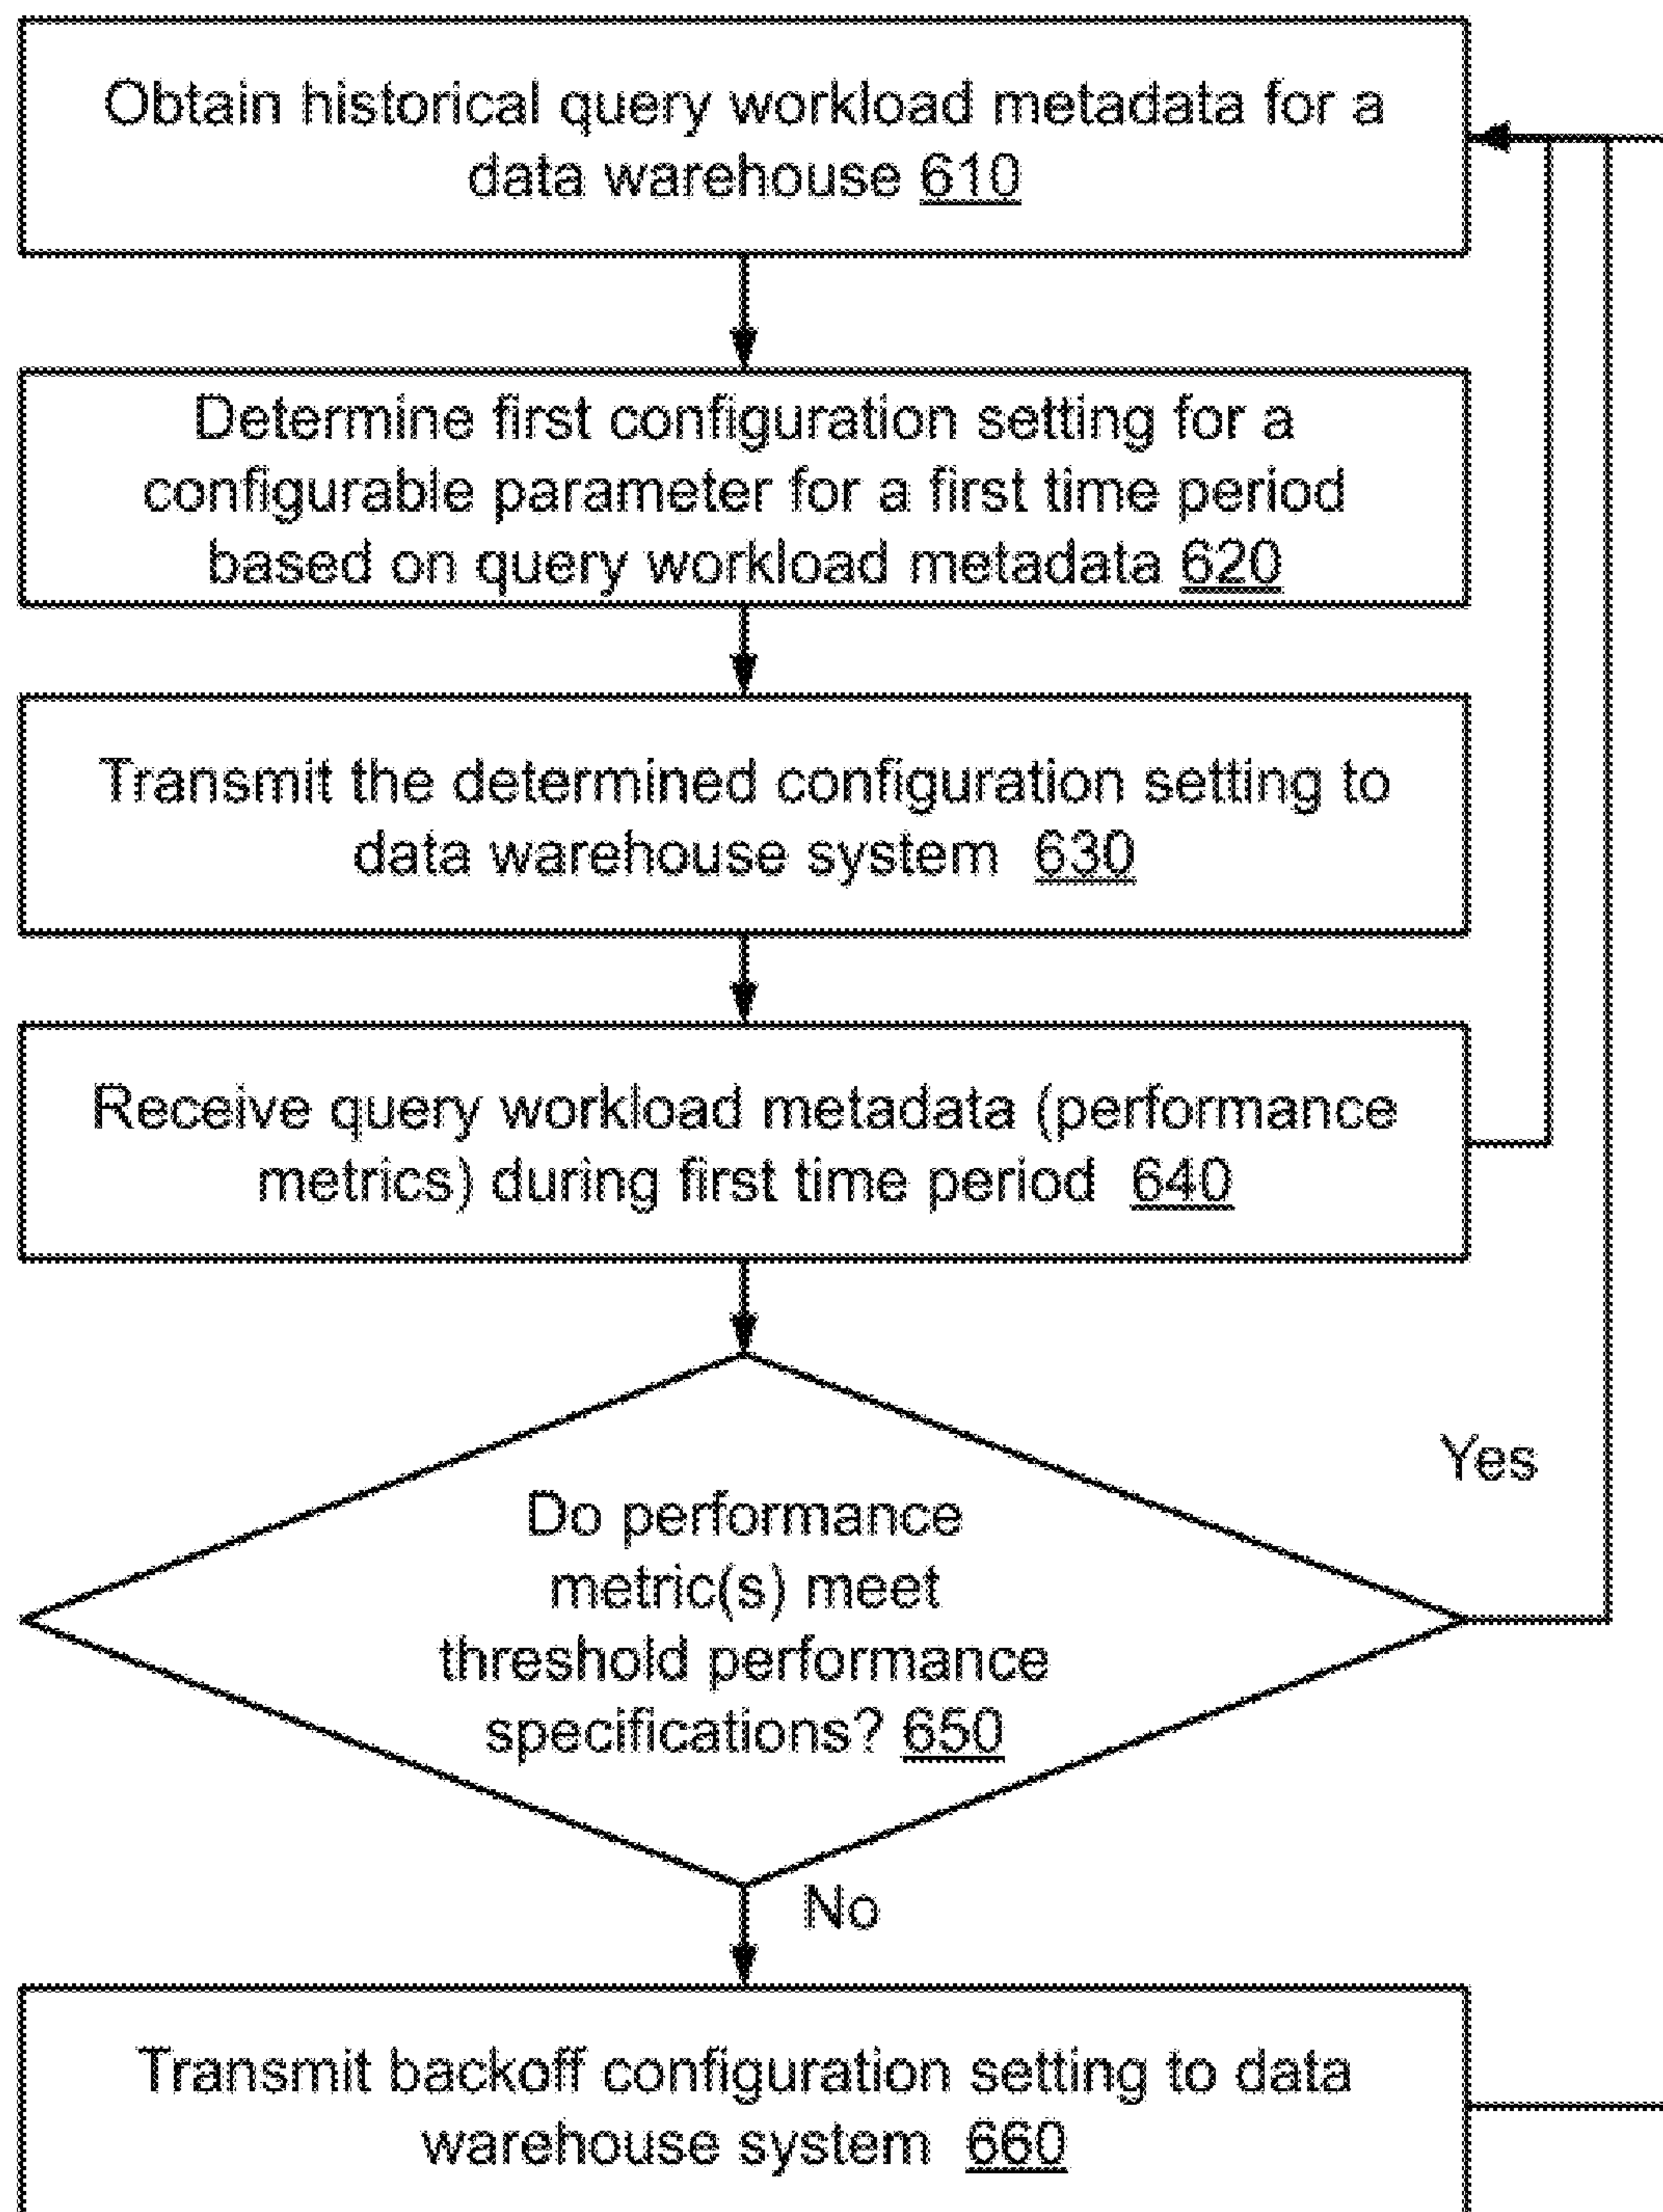 Obtain historical query workload metadata for a
data warehouse 610
Determine first configuration setting for a
configurable parameter for a first time period
based on query workload metadata 620
Transmit the determined configuration setting to
data warehouse system 630
Receive query workload metadata (performance
metrics) during first time period 640
Yes
Do performance
metric(s) meet
threshold performance
specifications? 650
No
Transmit backoff configuration setting to data
warehouse system 660